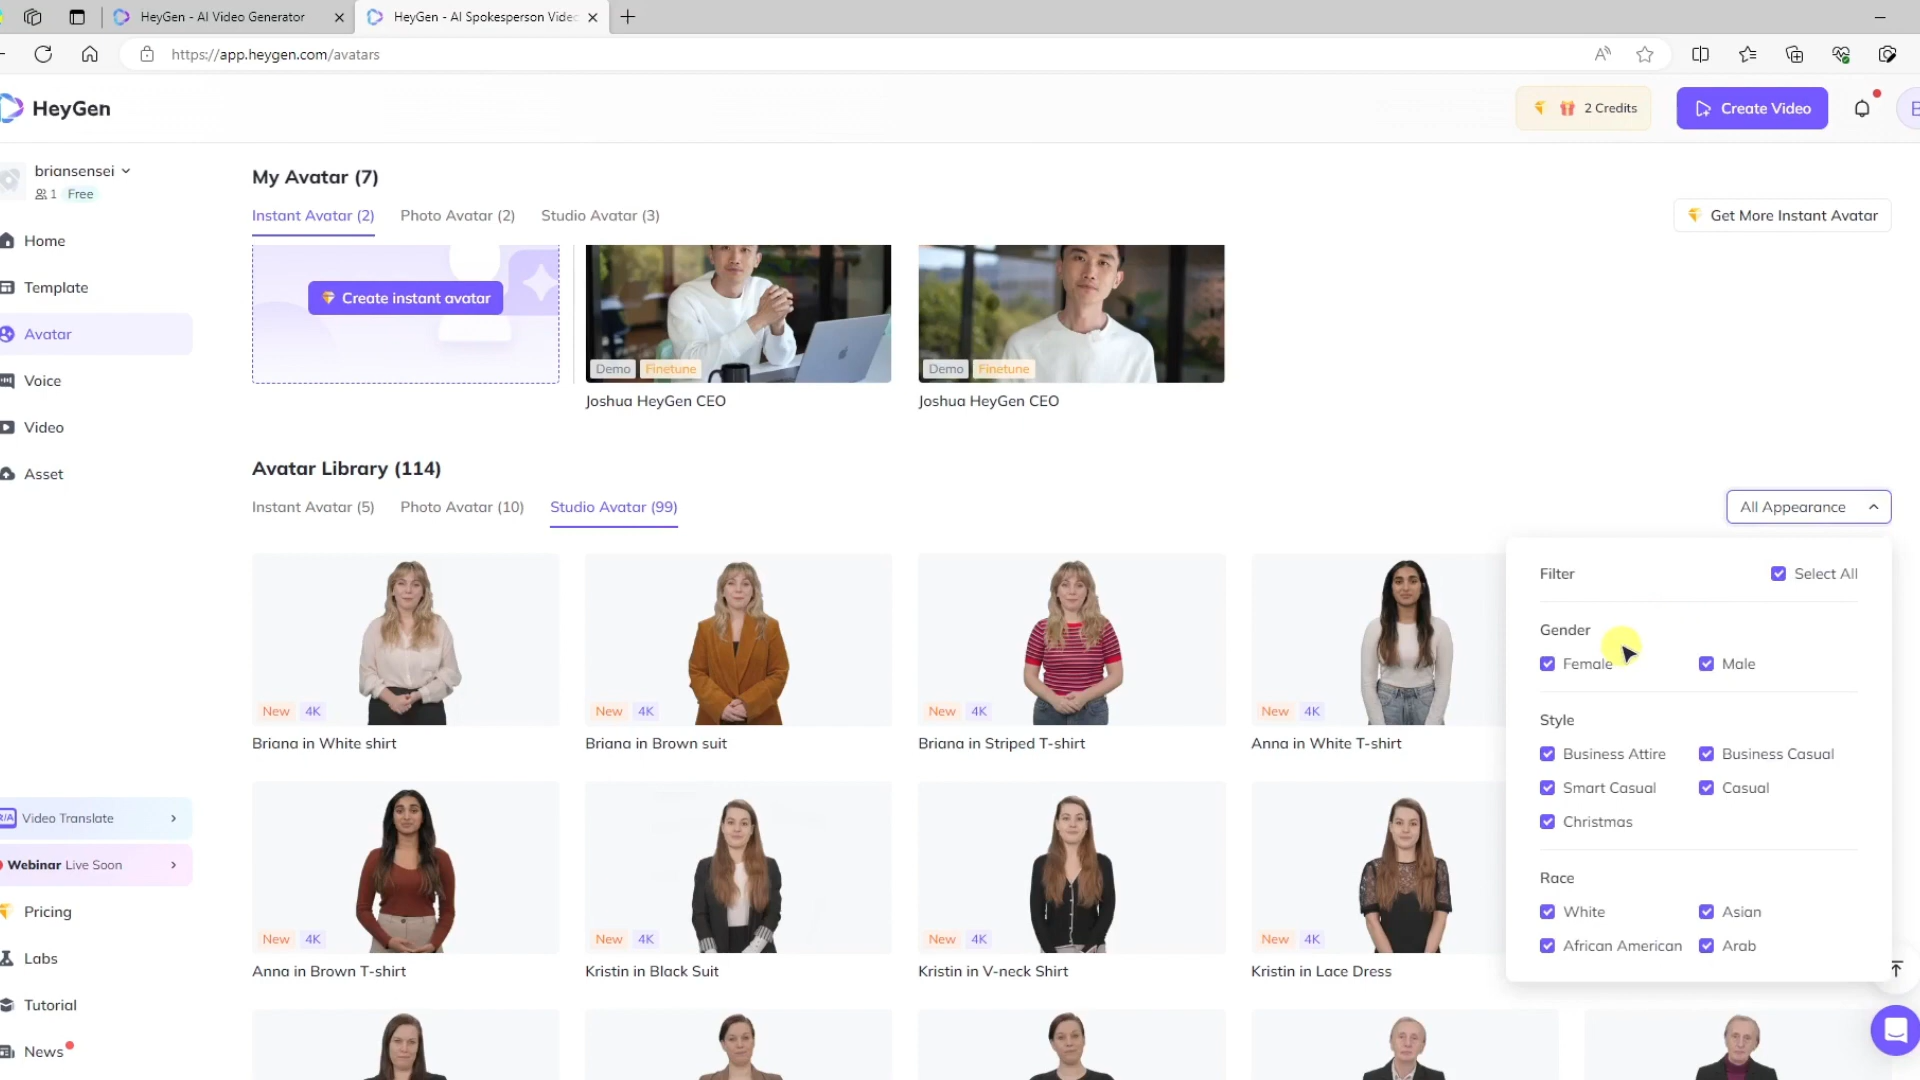 HeyGen - AI Video Generator
HeyGen - AI Spokesperson Video
https://app.heygen.com/avatars
HeyGen
2 Credits
Create Video
briansensei
1 Free
Home
Template
Avatar
Voice
Video
Asset
Video Translate
Webinar Live Soon
Pricing
Labs
Tutorial
News
My Avatar (7)
Instant Avatar (2) Photo Avatar (2) Studio Avatar (3)
Get More Instant Avatar
Create instant avatar
Demo Finetune
Demo Finetune
Joshua HeyGen CEO
Joshua HeyGen CEO
Avatar Library (114)
Instant Avatar (5) Photo Avatar (10) Studio Avatar (99)
All Appearance
New 4K
New 4K
New 4K
New 4K
Briana in White shirt
Briana in Brown suit
Briana in Striped T-shirt
Anna in White T-shirt
New 4K
New 4K
New 4K
New 4K
Anna in Brown T-shirt
Kristin in Black Suit
Kristin in V-neck Shirt
Kristin in Lace Dress
Filter
Select All
Gender
Female
Male
Style
Business Attire
Business Casual
Smart Casual
Casual
Christmas
Race
White
Asian
African American
Arab